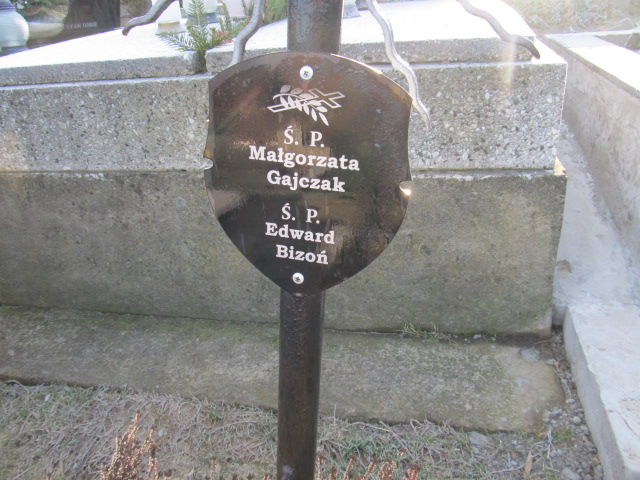 Ś. P.
Małgorzata
Gajczak
Ś. P.
Edward
Bizoń